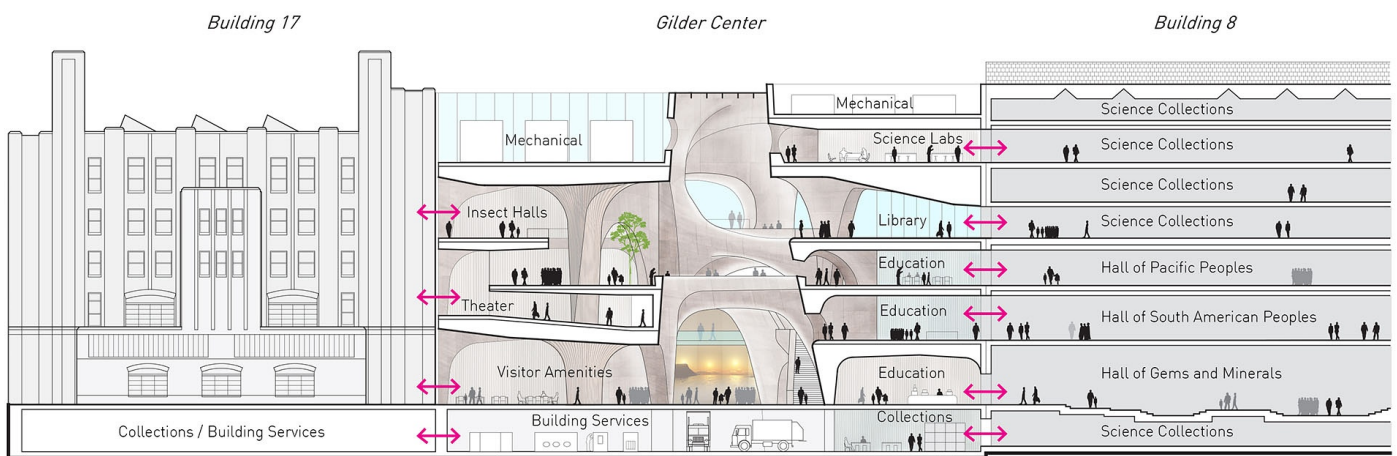 Building 17
Gilder Center
Building 8
Mechanical
Mechanical
Science Labs
Insect Halls
Library
Education
Theater
Education
Visitor Amenities
Education
Building Services
Collections
Collections / Building Services
Science Collections
Science Collections
Science Collections
Science Collections
Hall of Pacific Peoples
Hall of South American Peoples
Hall of Gems and Minerals
Science Collections